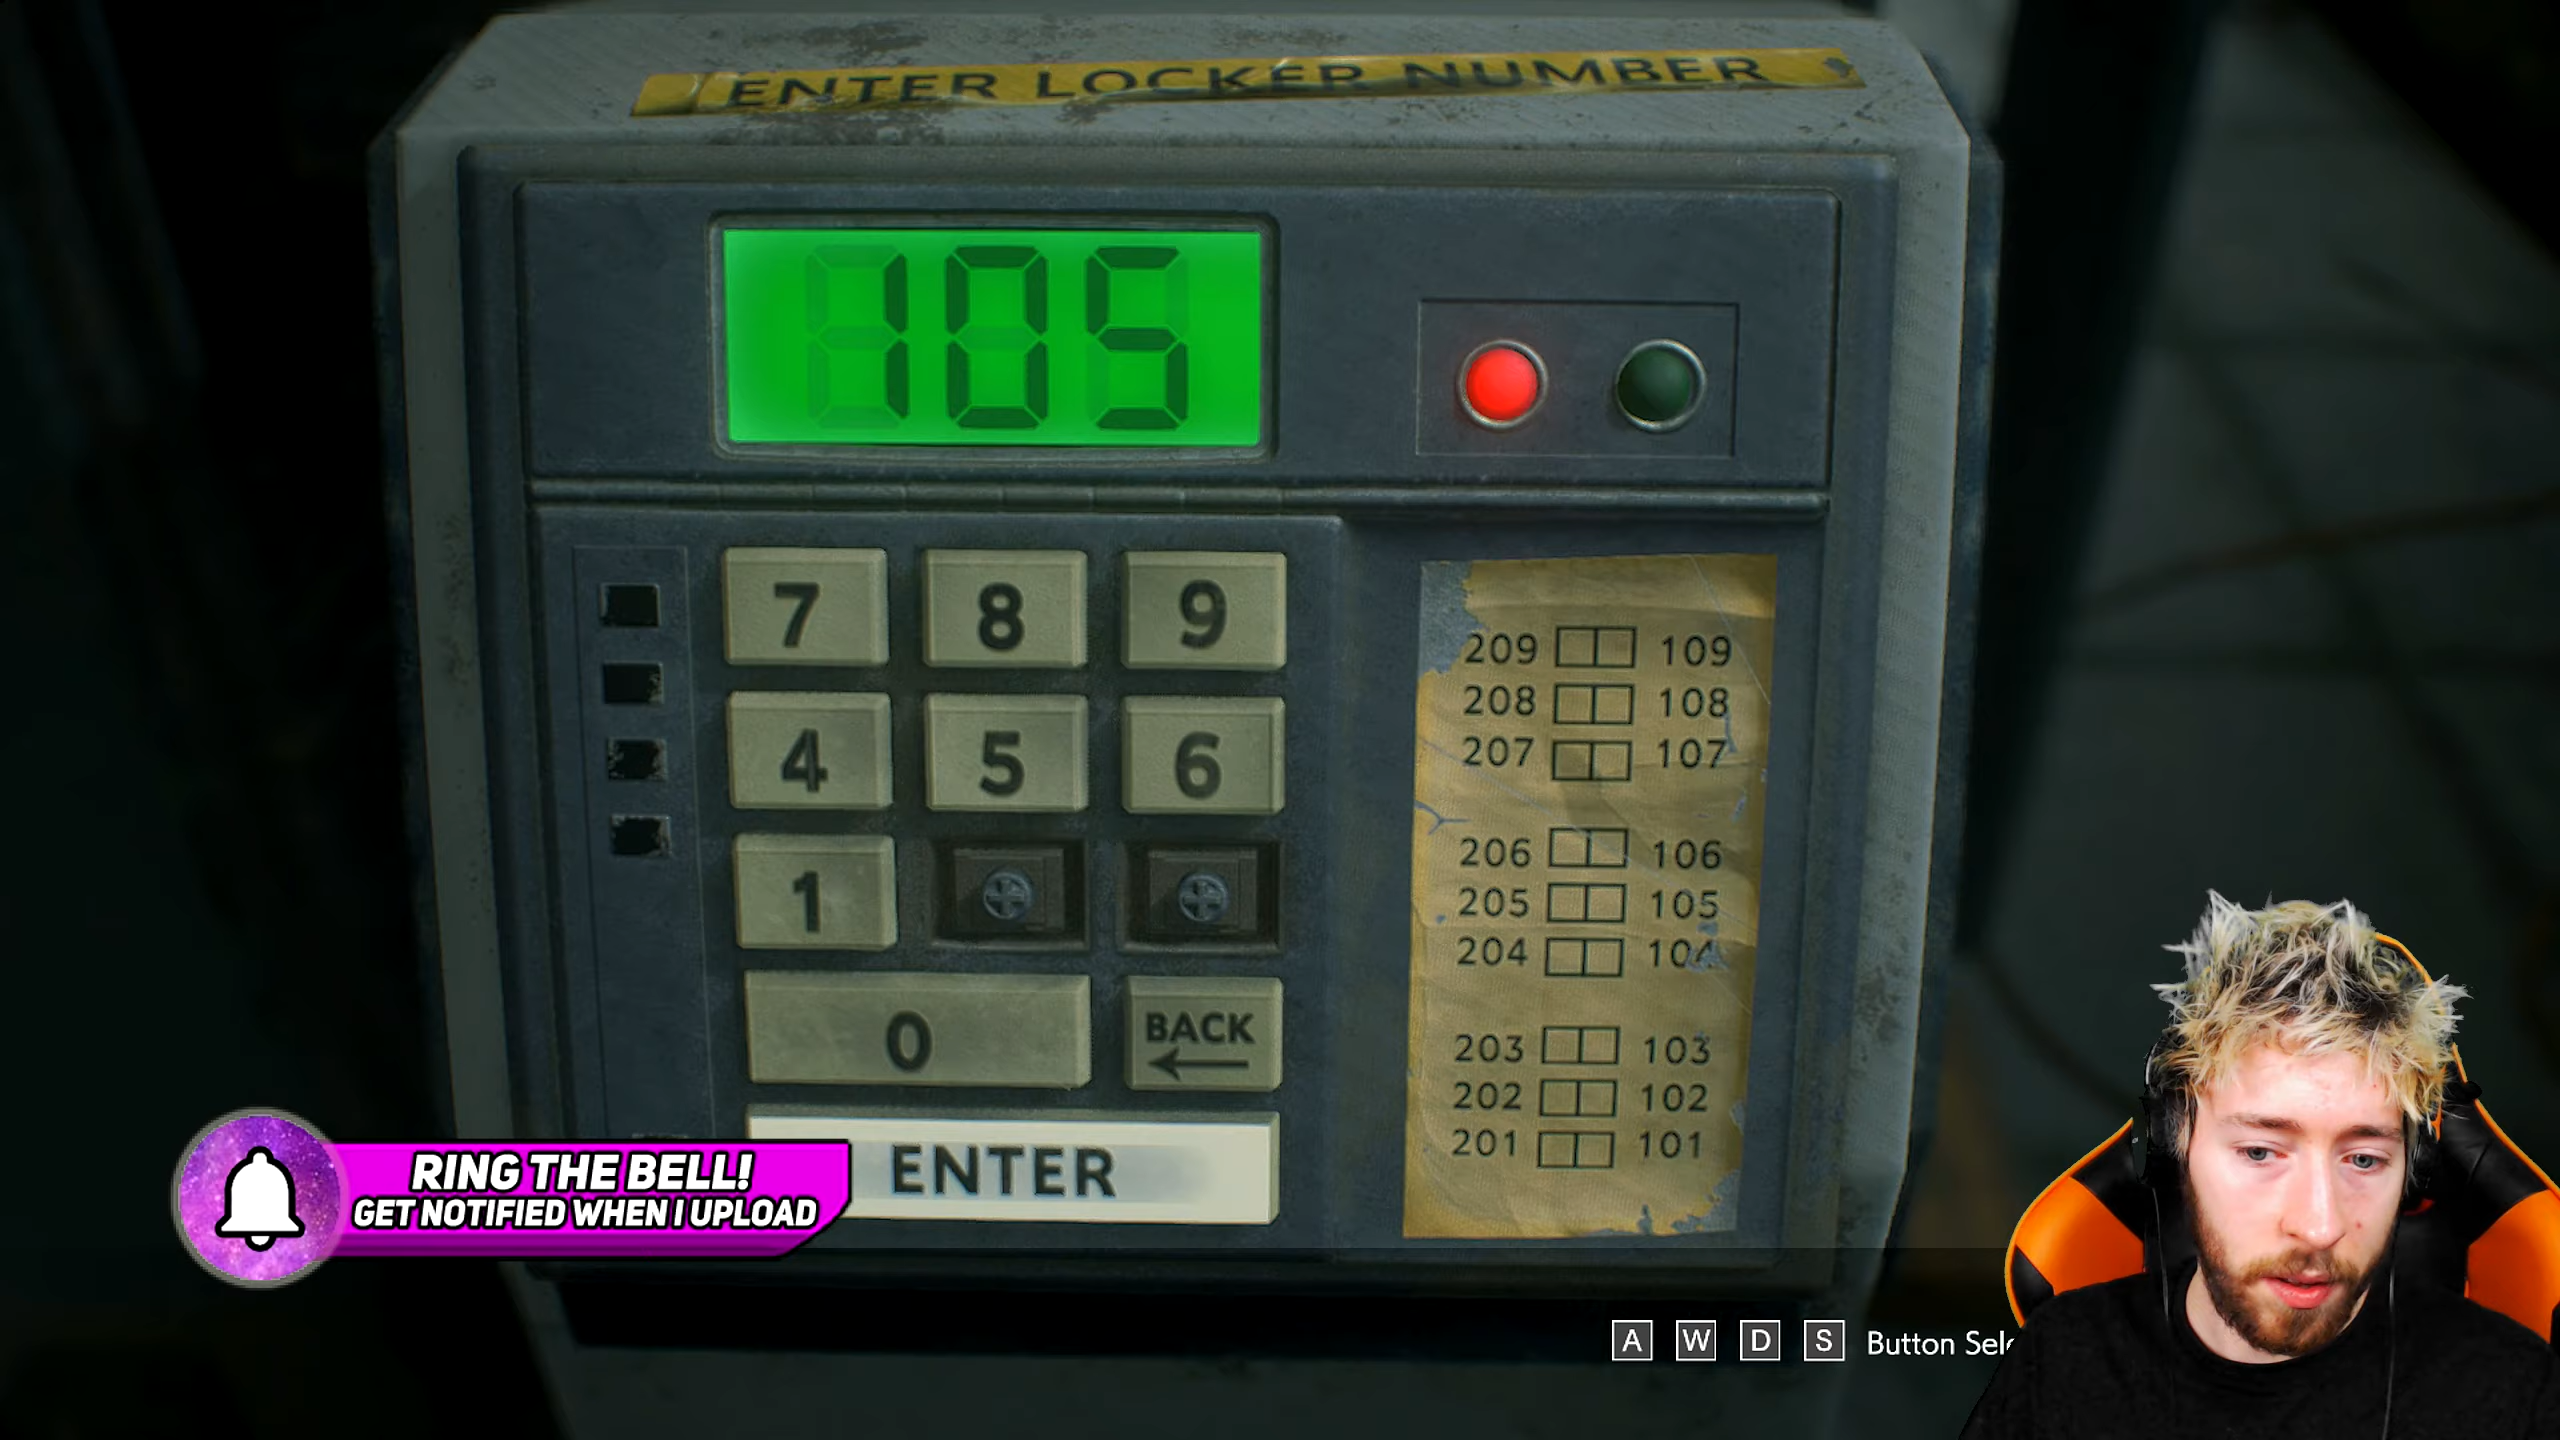 ENTER LOCKER NUMBER
105
7 8 9
4 5 6
1
0 BACK
ENTER
209 109
208 108
207 107
206 106
205 105
204 104
203 103
202 102
201 101
RING THE BELL!
GET NOTIFIED WHEN I UPLOAD
A W D S Button